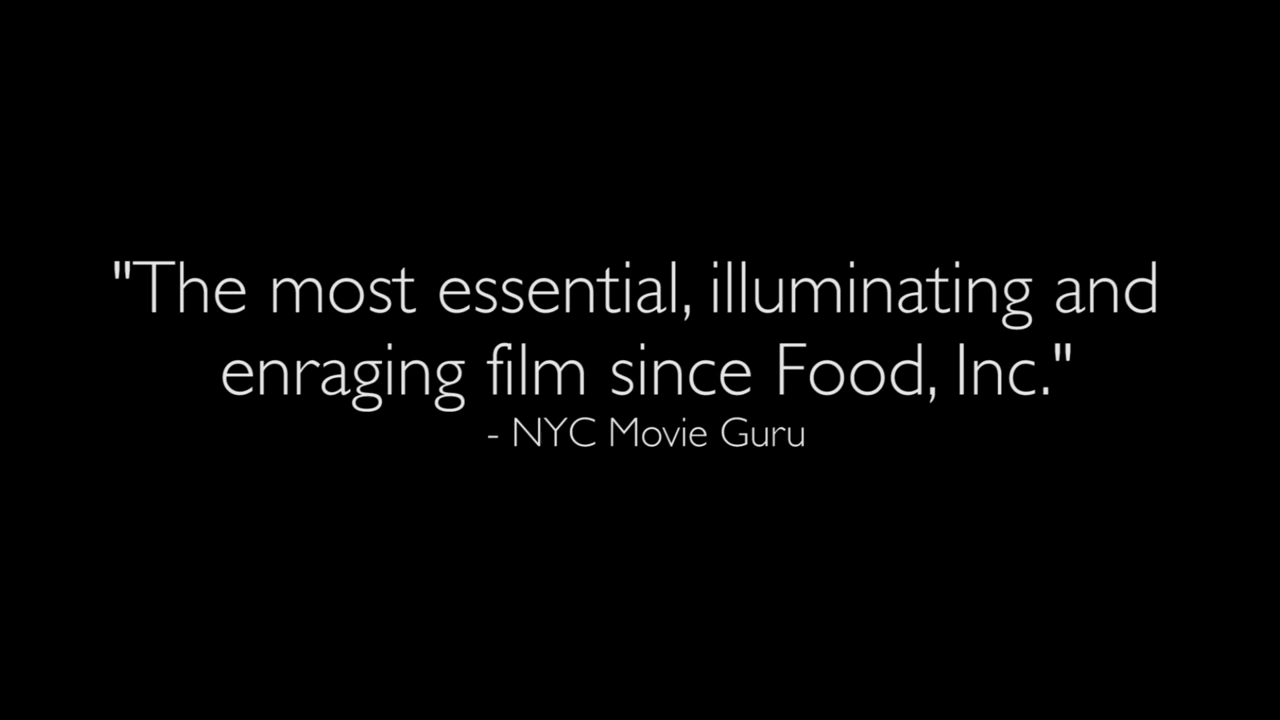 "The most essential, illuminating and
enraging film since Food, Inc."
- NYC Movie Guru